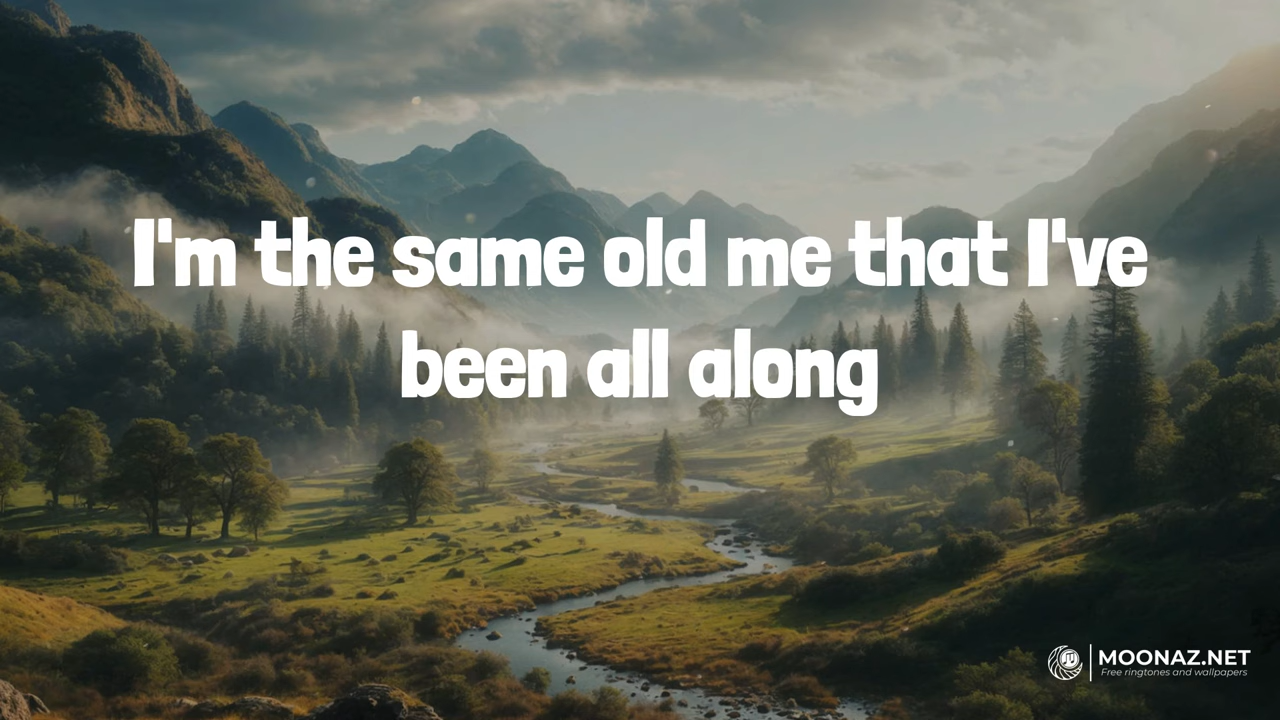 I'm the same old me that I've
been all along
MOONAZ.NET
Free ringtones and wallpapers